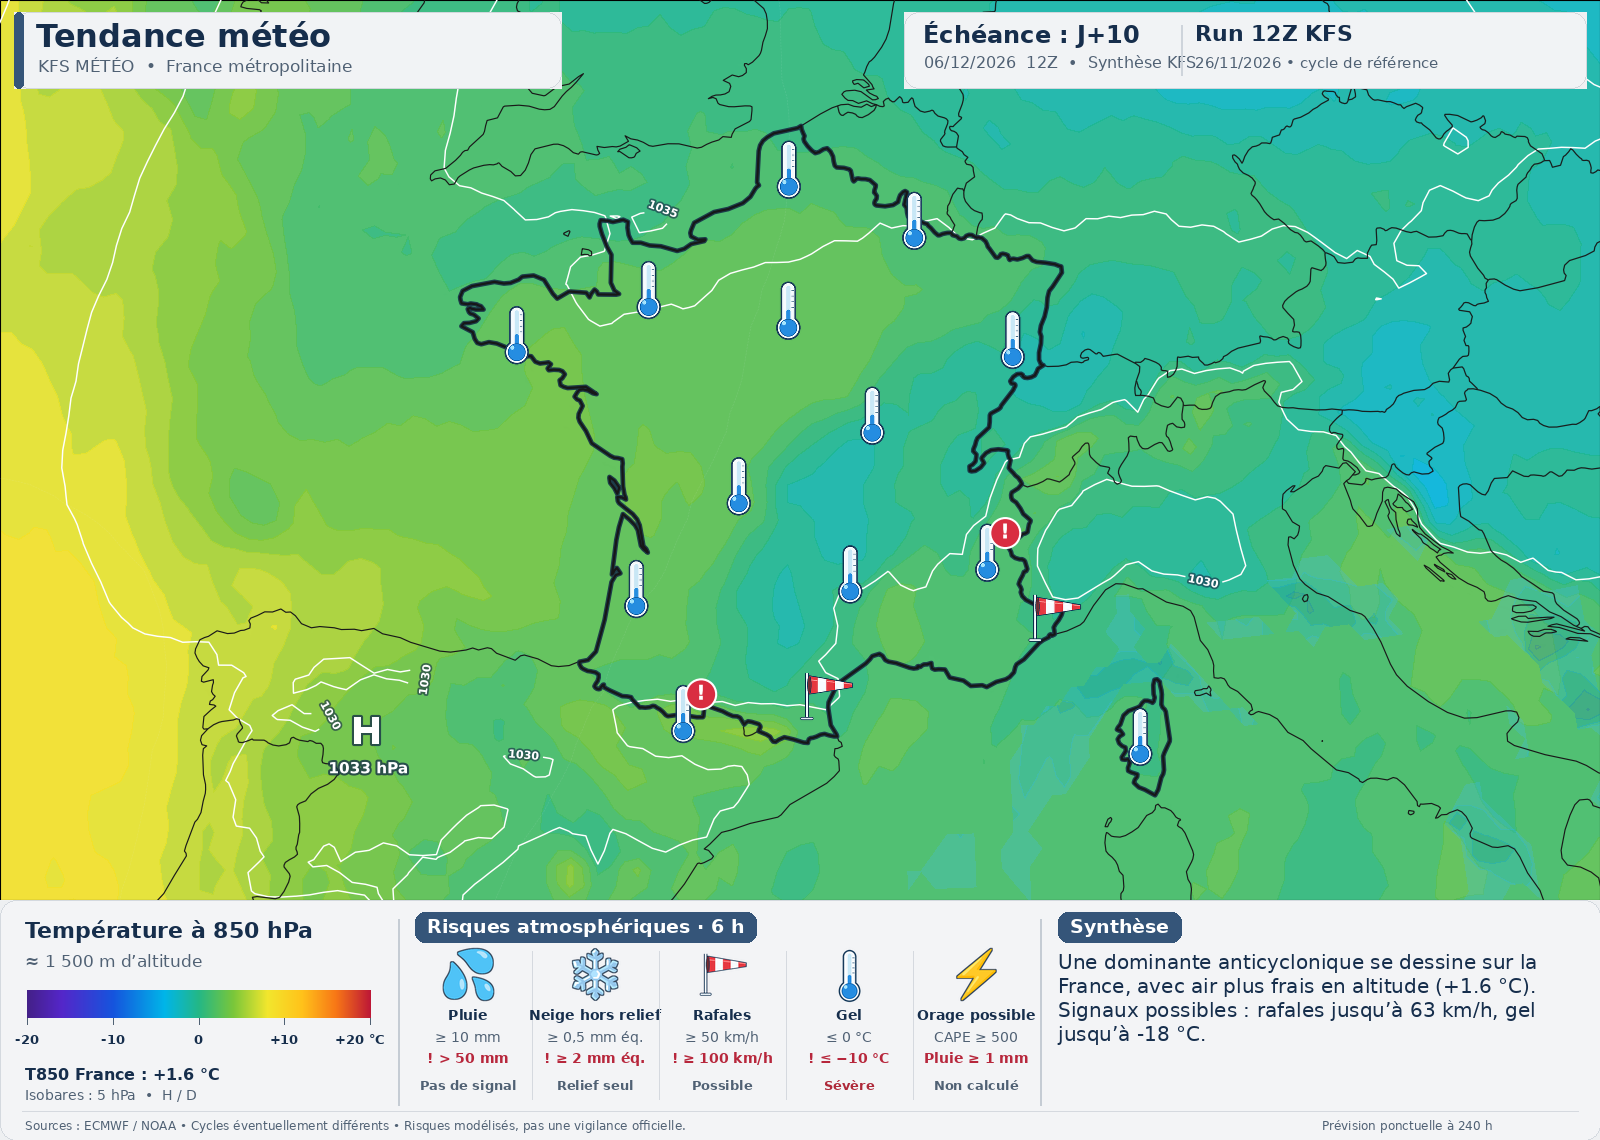 Tendance météo
KFS MÉTÉO • France métropolitaine
Échéance : J+10
06/12/2026 12Z • Synthèse KFS
Run 12Z KFS
26/11/2026 • cycle de référence
1035
1030
1030
1030
1030
H
1033 hPa
!
!
Température à 850 hPa
≈ 1 500 m d’altitude
-20 -10 0 +10 +20 °C
T850 France : +1.6 °C
Isobares : 5 hPa • H / D
Risques atmosphériques · 6 h
Pluie
≥ 10 mm
! > 50 mm
Pas de signal
Neige hors relief
≥ 0,5 mm éq.
! ≥ 2 mm éq.
Relief seul
Rafales
≥ 50 km/h
! ≥ 100 km/h
Possible
Gel
≤ 0 °C
! ≤ −10 °C
Sévère
Orage possible
CAPE ≥ 500
Pluie ≥ 1 mm
Non calculé
Synthèse
Une dominante anticyclonique se dessine sur la
France, avec air plus frais en altitude (+1.6 °C).
Signaux possibles : rafales jusqu’à 63 km/h, gel
jusqu’à -18 °C.
Sources : ECMWF / NOAA • Cycles éventuellement différents • Risques modélisés, pas une vigilance officielle.
Prévision ponctuelle à 240 h